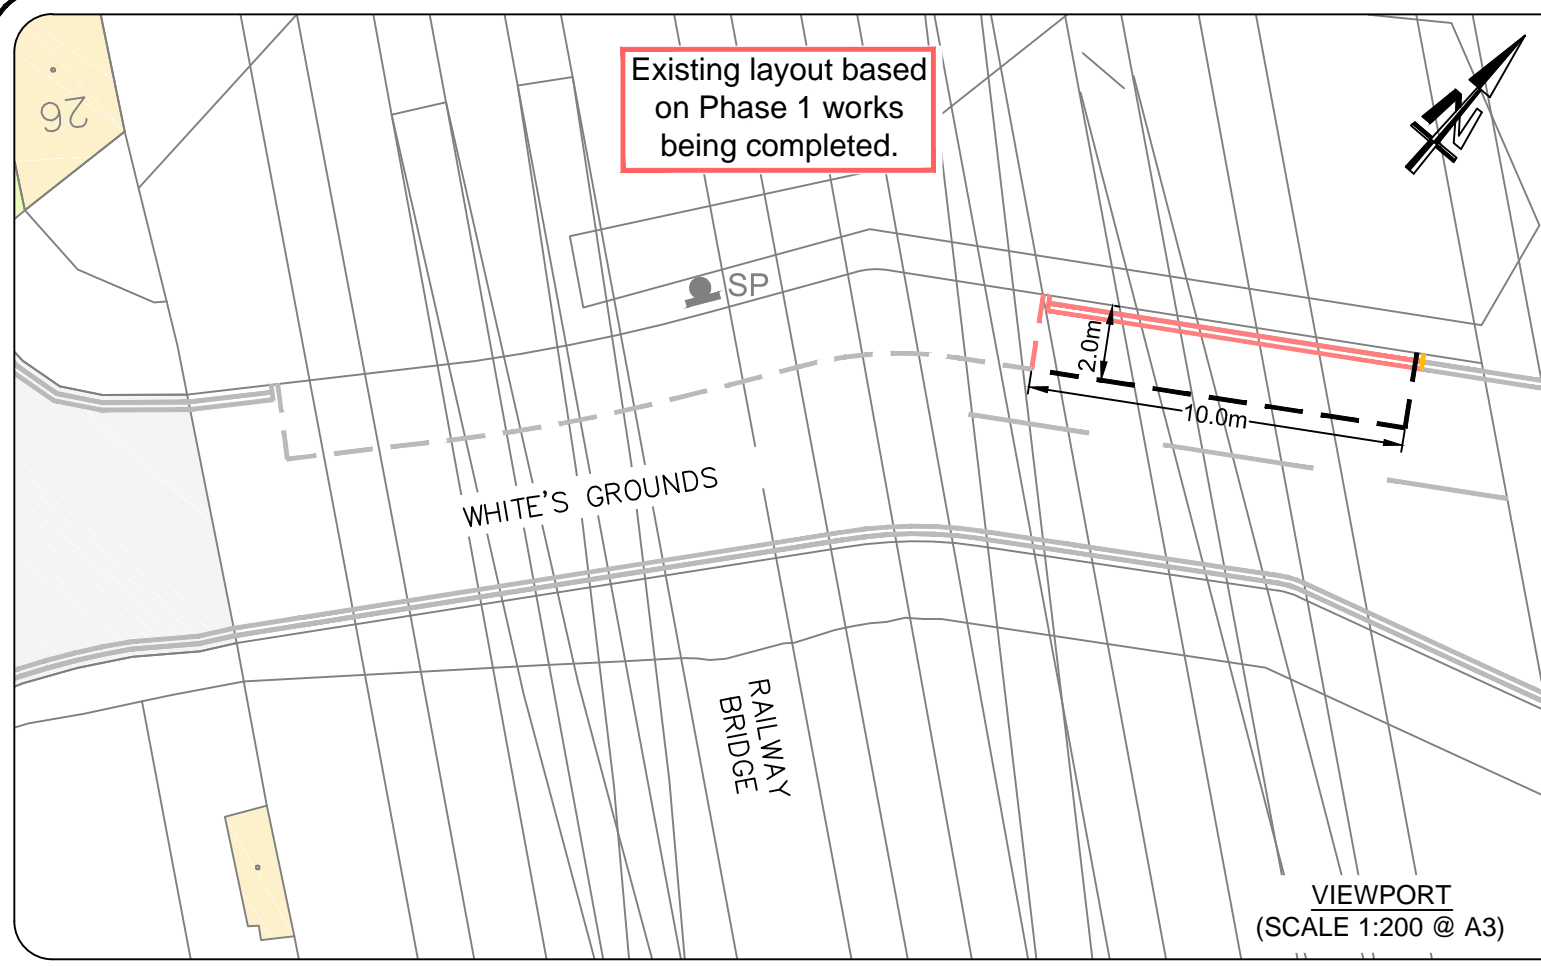 Existing layout based
on Phase 1 works
being completed.
26
N
SP
2.0m
10.0m
WHITE'S GROUNDS
RAILWAY
BRIDGE
VIEWPORT
(SCALE 1:200 @ A3)